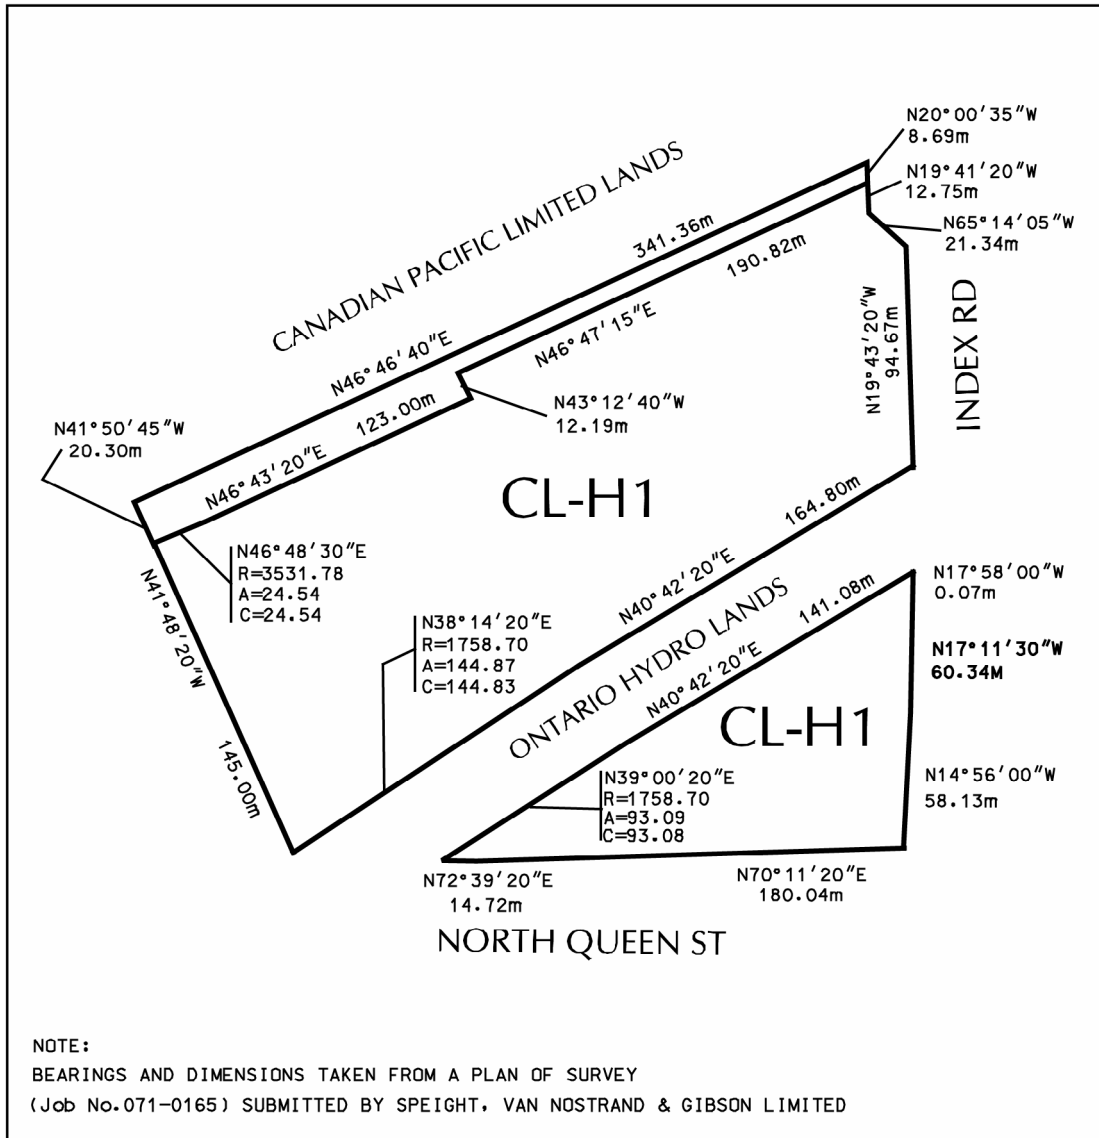 N20°00'35"W
8.69m
N19°41'20"W
12.75m
N65°14'05"W
21.34m
CANADIAN PACIFIC LIMITED LANDS
341.36m
190.82m
N46°46'40"E
N46°47'15"E
N19°43'20"W
94.67m
INDEX RD
N41°50'45"W
20.30m
123.00m
N46°43'20"E
N43°12'40"W
12.19m
CL-H1
164.80m
N46°48'30"E
R=3531.78
A=24.54
C=24.54
N41°48'20"W
145.00m
N38°14'20"E
R=1758.70
A=144.87
C=144.83
N40°42'20"E
ONTARIO HYDRO LANDS
141.08m
N40°42'20"E
N17°58'00"W
0.07m
N17°11'30"W
60.34M
CL-H1
N39°00'20"E
R=1758.70
A=93.09
C=93.08
N14°56'00"W
58.13m
N72°39'20"E
14.72m
N70°11'20"E
180.04m
NORTH QUEEN ST
NOTE:
BEARINGS AND DIMENSIONS TAKEN FROM A PLAN OF SURVEY
(Job No.071-0165) SUBMITTED BY SPEIGHT, VAN NOSTRAND & GIBSON LIMITED